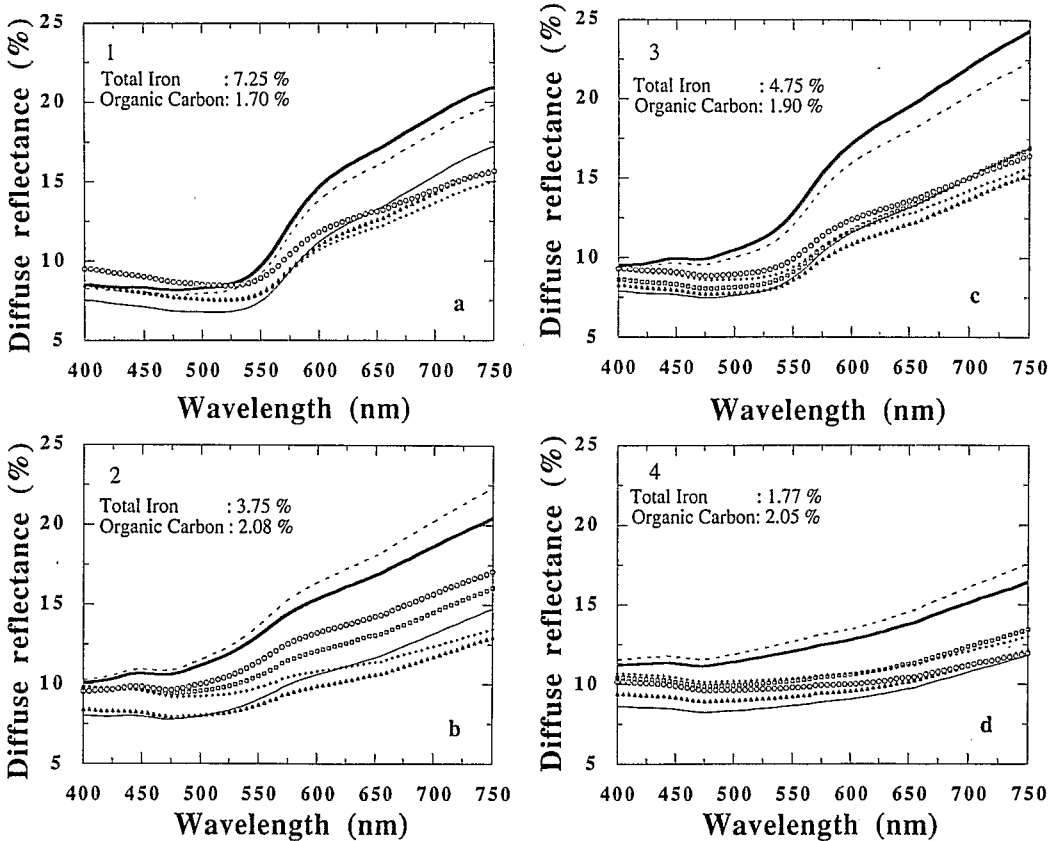 Diffuse reflectance (%)
25
20
15
10
5
1
Total Iron : 7.25 %
Organic Carbon: 1.70 %
a
400 450 500 550 600 650 700 750
Wavelength (nm)
Diffuse reflectance (%)
25
20
15
10
5
3
Total Iron : 4.75 %
Organic Carbon: 1.90 %
c
400 450 500 550 600 650 700 750
Wavelength (nm)
Diffuse reflectance (%)
25
20
15
10
5
2
Total Iron : 3.75 %
Organic Carbon : 2.08 %
b
400 450 500 550 600 650 700 750
Wavelength (nm)
Diffuse reflectance (%)
25
20
15
10
5
4
Total Iron : 1.77 %
Organic Carbon: 2.05 %
d
400 450 500 550 600 650 700 750
Wavelength (nm)